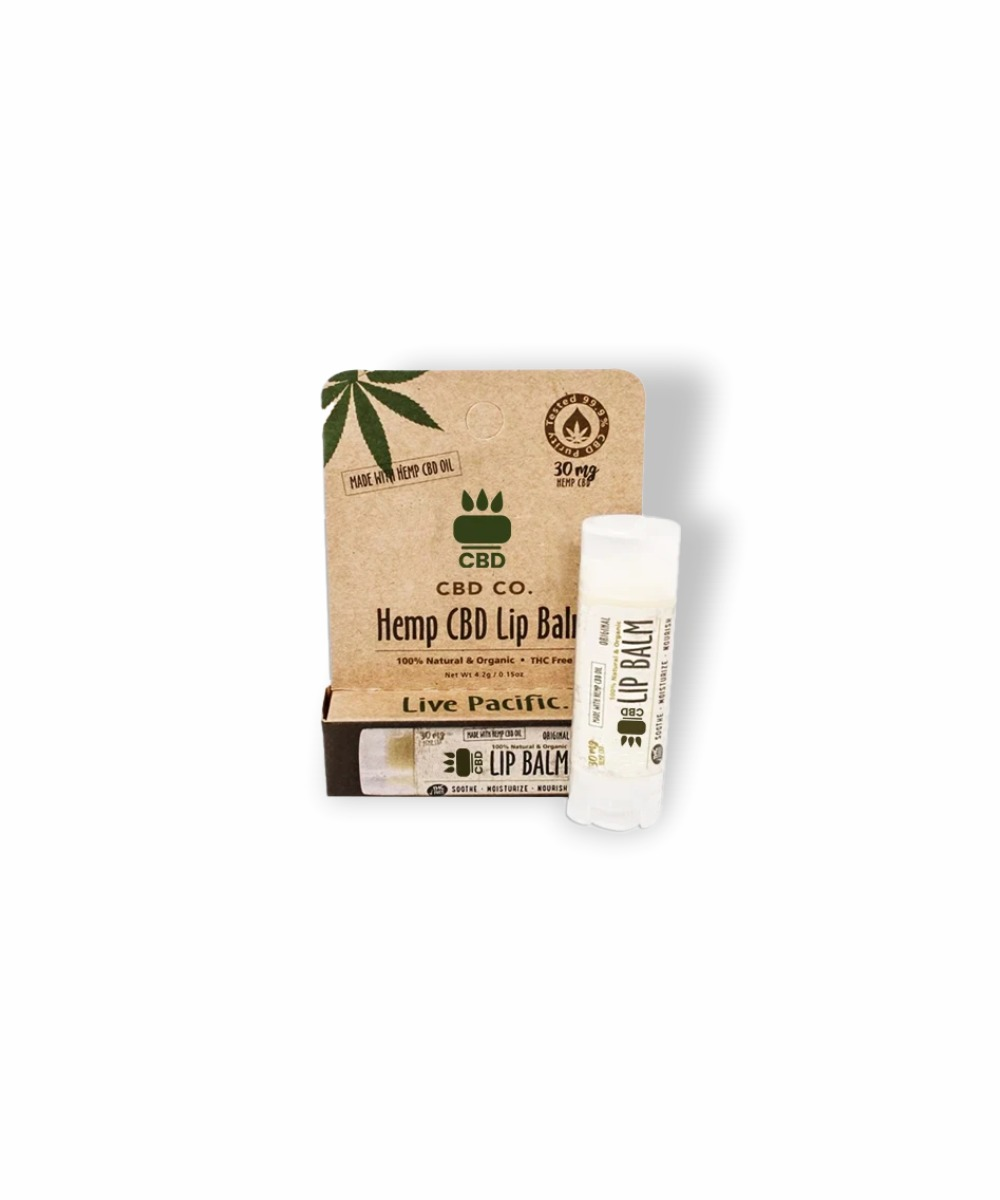 Purity Tested 99.9% CBD
30 mg
HEMP CBD
MADE WITH HEMP CBD OIL
CBD
CBD CO.
Hemp CBD Lip Bal
100% Natural & Organic • THC Free
Net Wt 4.2g / 0.15oz
Live Pacific.
30 mg
MADE WITH HEMP CBD OIL
ORIGINAL
100% Natural & Organic
CBD LIP BALM
SOOTHE · MOISTURIZE · NOURISH
ORIGINAL
MADE WITH HEMP CBD OIL
100% Natural & Organic
CBD LIP BALM
SOOTHE · MOISTURIZE · NOURISH
30 mg